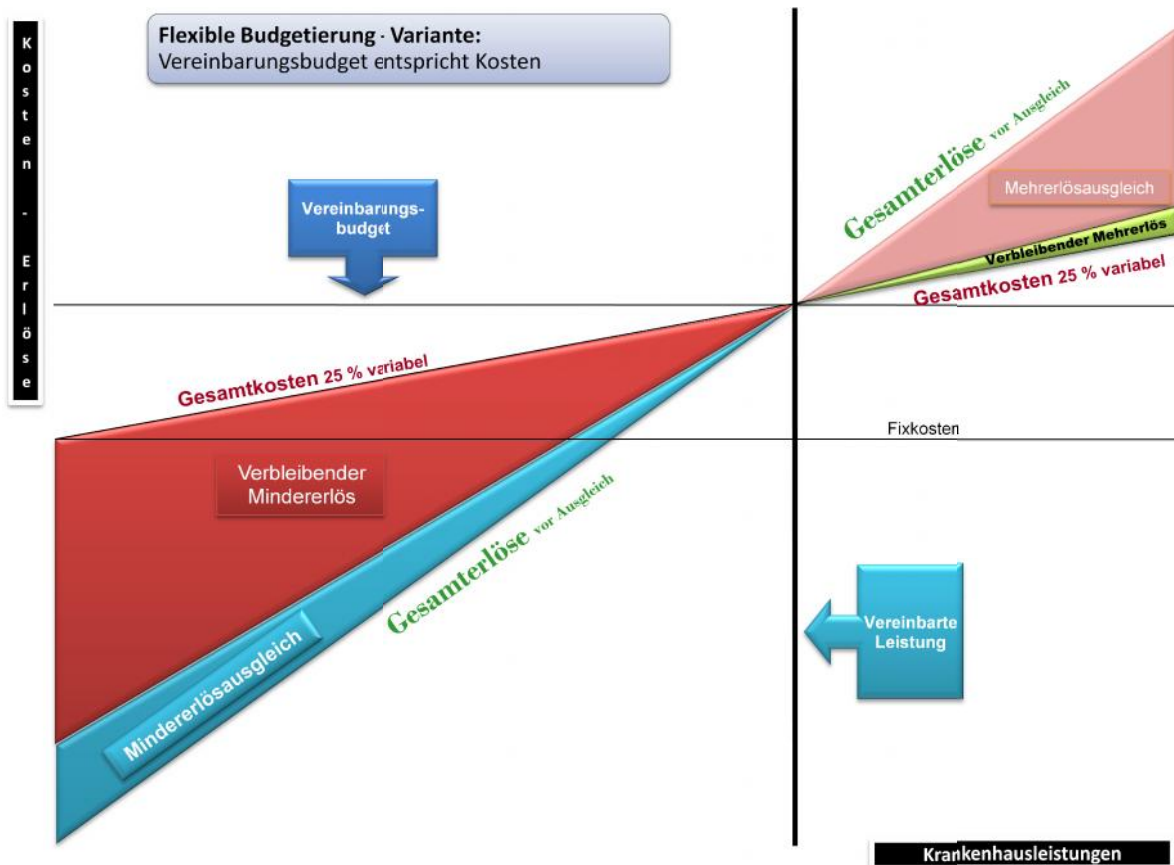 Kosten - Erlöse
Flexible Budgetierung - Variante:
Vereinbarungsbudget entspricht Kosten
Vereinbarungs-
budget
Gesamterlöse vor Ausgleich
Mehrerlösausgleich
Verbleibender Mehrerlös
Gesamtkosten 25 % variabel
Gesamtkosten 25 % variabel
Fixkosten
Verbleibender
Mindererlös
Gesamterlöse vor Ausgleich
Mindererlösausgleich
Vereinbarte
Leistung
Krankenhausleistungen